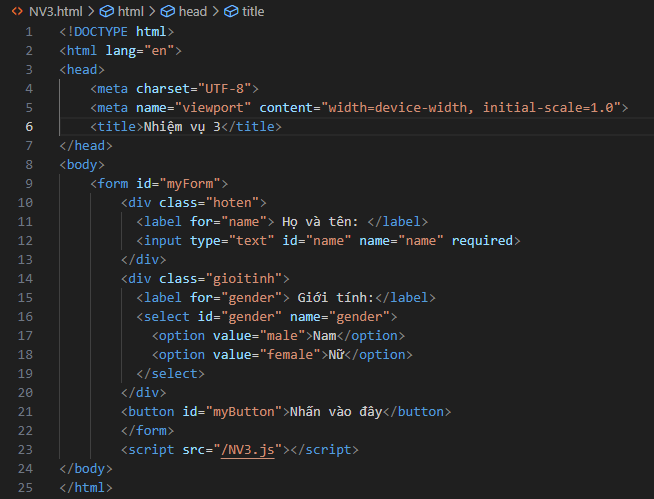 NV3.html > html > head > title
1 <!DOCTYPE html>
2 <html lang="en">
3 <head>
4     <meta charset="UTF-8">
5     <meta name="viewport" content="width=device-width, initial-scale=1.0">
6     <title>Nhiệm vụ 3</title>
7 </head>
8 <body>
9     <form id="myForm">
10         <div class="hoten">
11           <label for="name"> Họ và tên: </label>
12           <input type="text" id="name" name="name" required>
13         </div>
14         <div class="gioitinh">
15           <label for="gender"> Giới tính:</label>
16           <select id="gender" name="gender">
17             <option value="male">Nam</option>
18             <option value="female">Nữ</option>
19           </select>
20         </div>
21         <button id="myButton">Nhấn vào đây</button>
22         </form>
23         <script src="/NV3.js"></script>
24 </body>
25 </html>